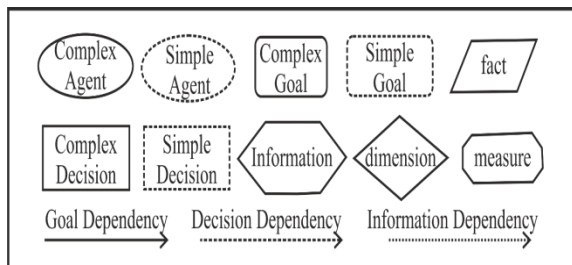 Complex Agent
Simple Agent
Complex Goal
Simple Goal
fact
Complex Decision
Simple Decision
Information
dimension
measure
Goal Dependency
Decision Dependency
Information Dependency